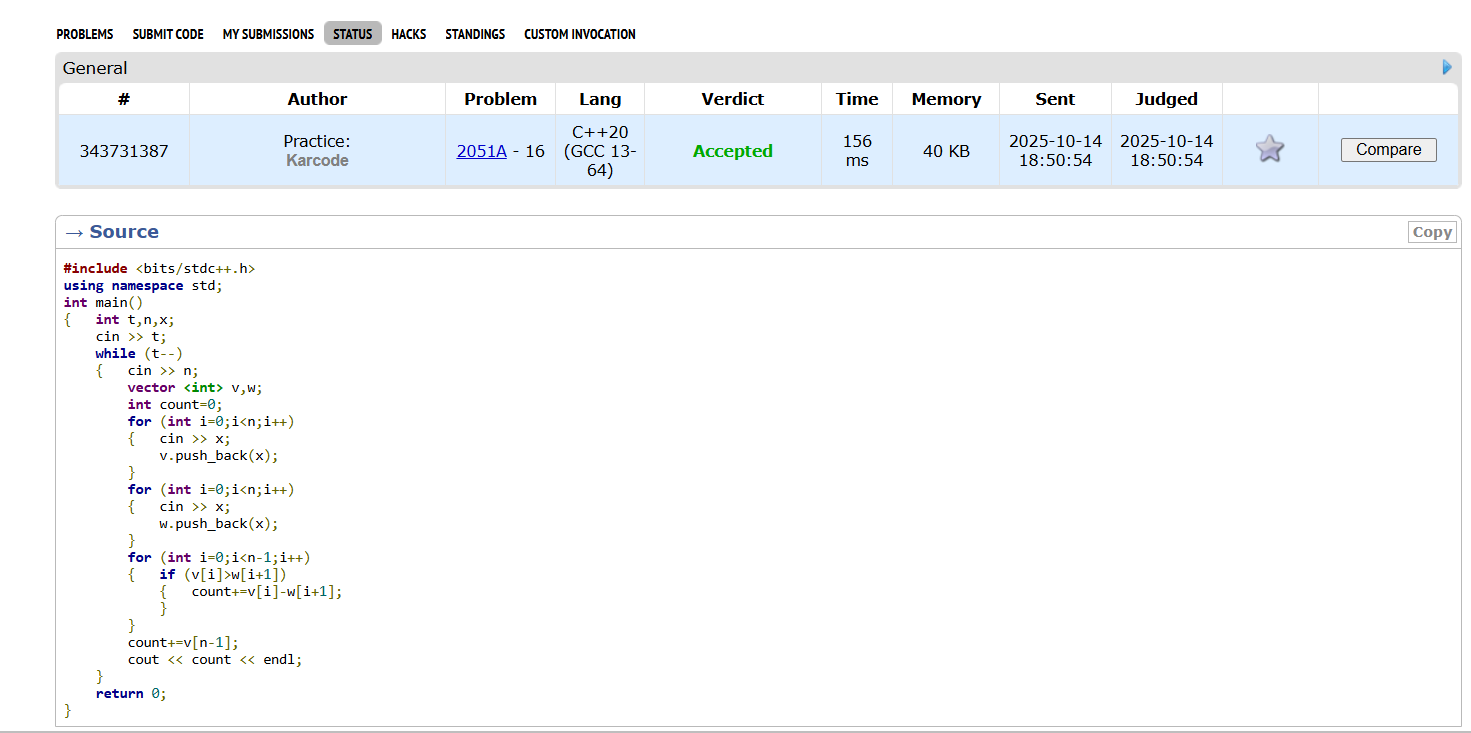 PROBLEMS SUBMIT CODE MY SUBMISSIONS STATUS HACKS STANDINGS CUSTOM INVOCATION
General
# Author Problem Lang Verdict Time Memory Sent Judged
343731387 Practice: Karcode 2051A - 16 C++20 (GCC 13-64) Accepted 156 ms 40 KB 2025-10-14 18:50:54 2025-10-14 18:50:54 Compare
→ Source Copy
#include <bits/stdc++.h>
using namespace std;
int main()
{   int t,n,x;
    cin >> t;
    while (t--)
    {   cin >> n;
        vector <int> v,w;
        int count=0;
        for (int i=0;i<n;i++)
        {   cin >> x;
            v.push_back(x);
        }
        for (int i=0;i<n;i++)
        {   cin >> x;
            w.push_back(x);
        }
        for (int i=0;i<n-1;i++)
        {   if (v[i]>w[i+1])
            {   count+=v[i]-w[i+1];
            }
        }
        count+=v[n-1];
        cout << count << endl;
    }
    return 0;
}